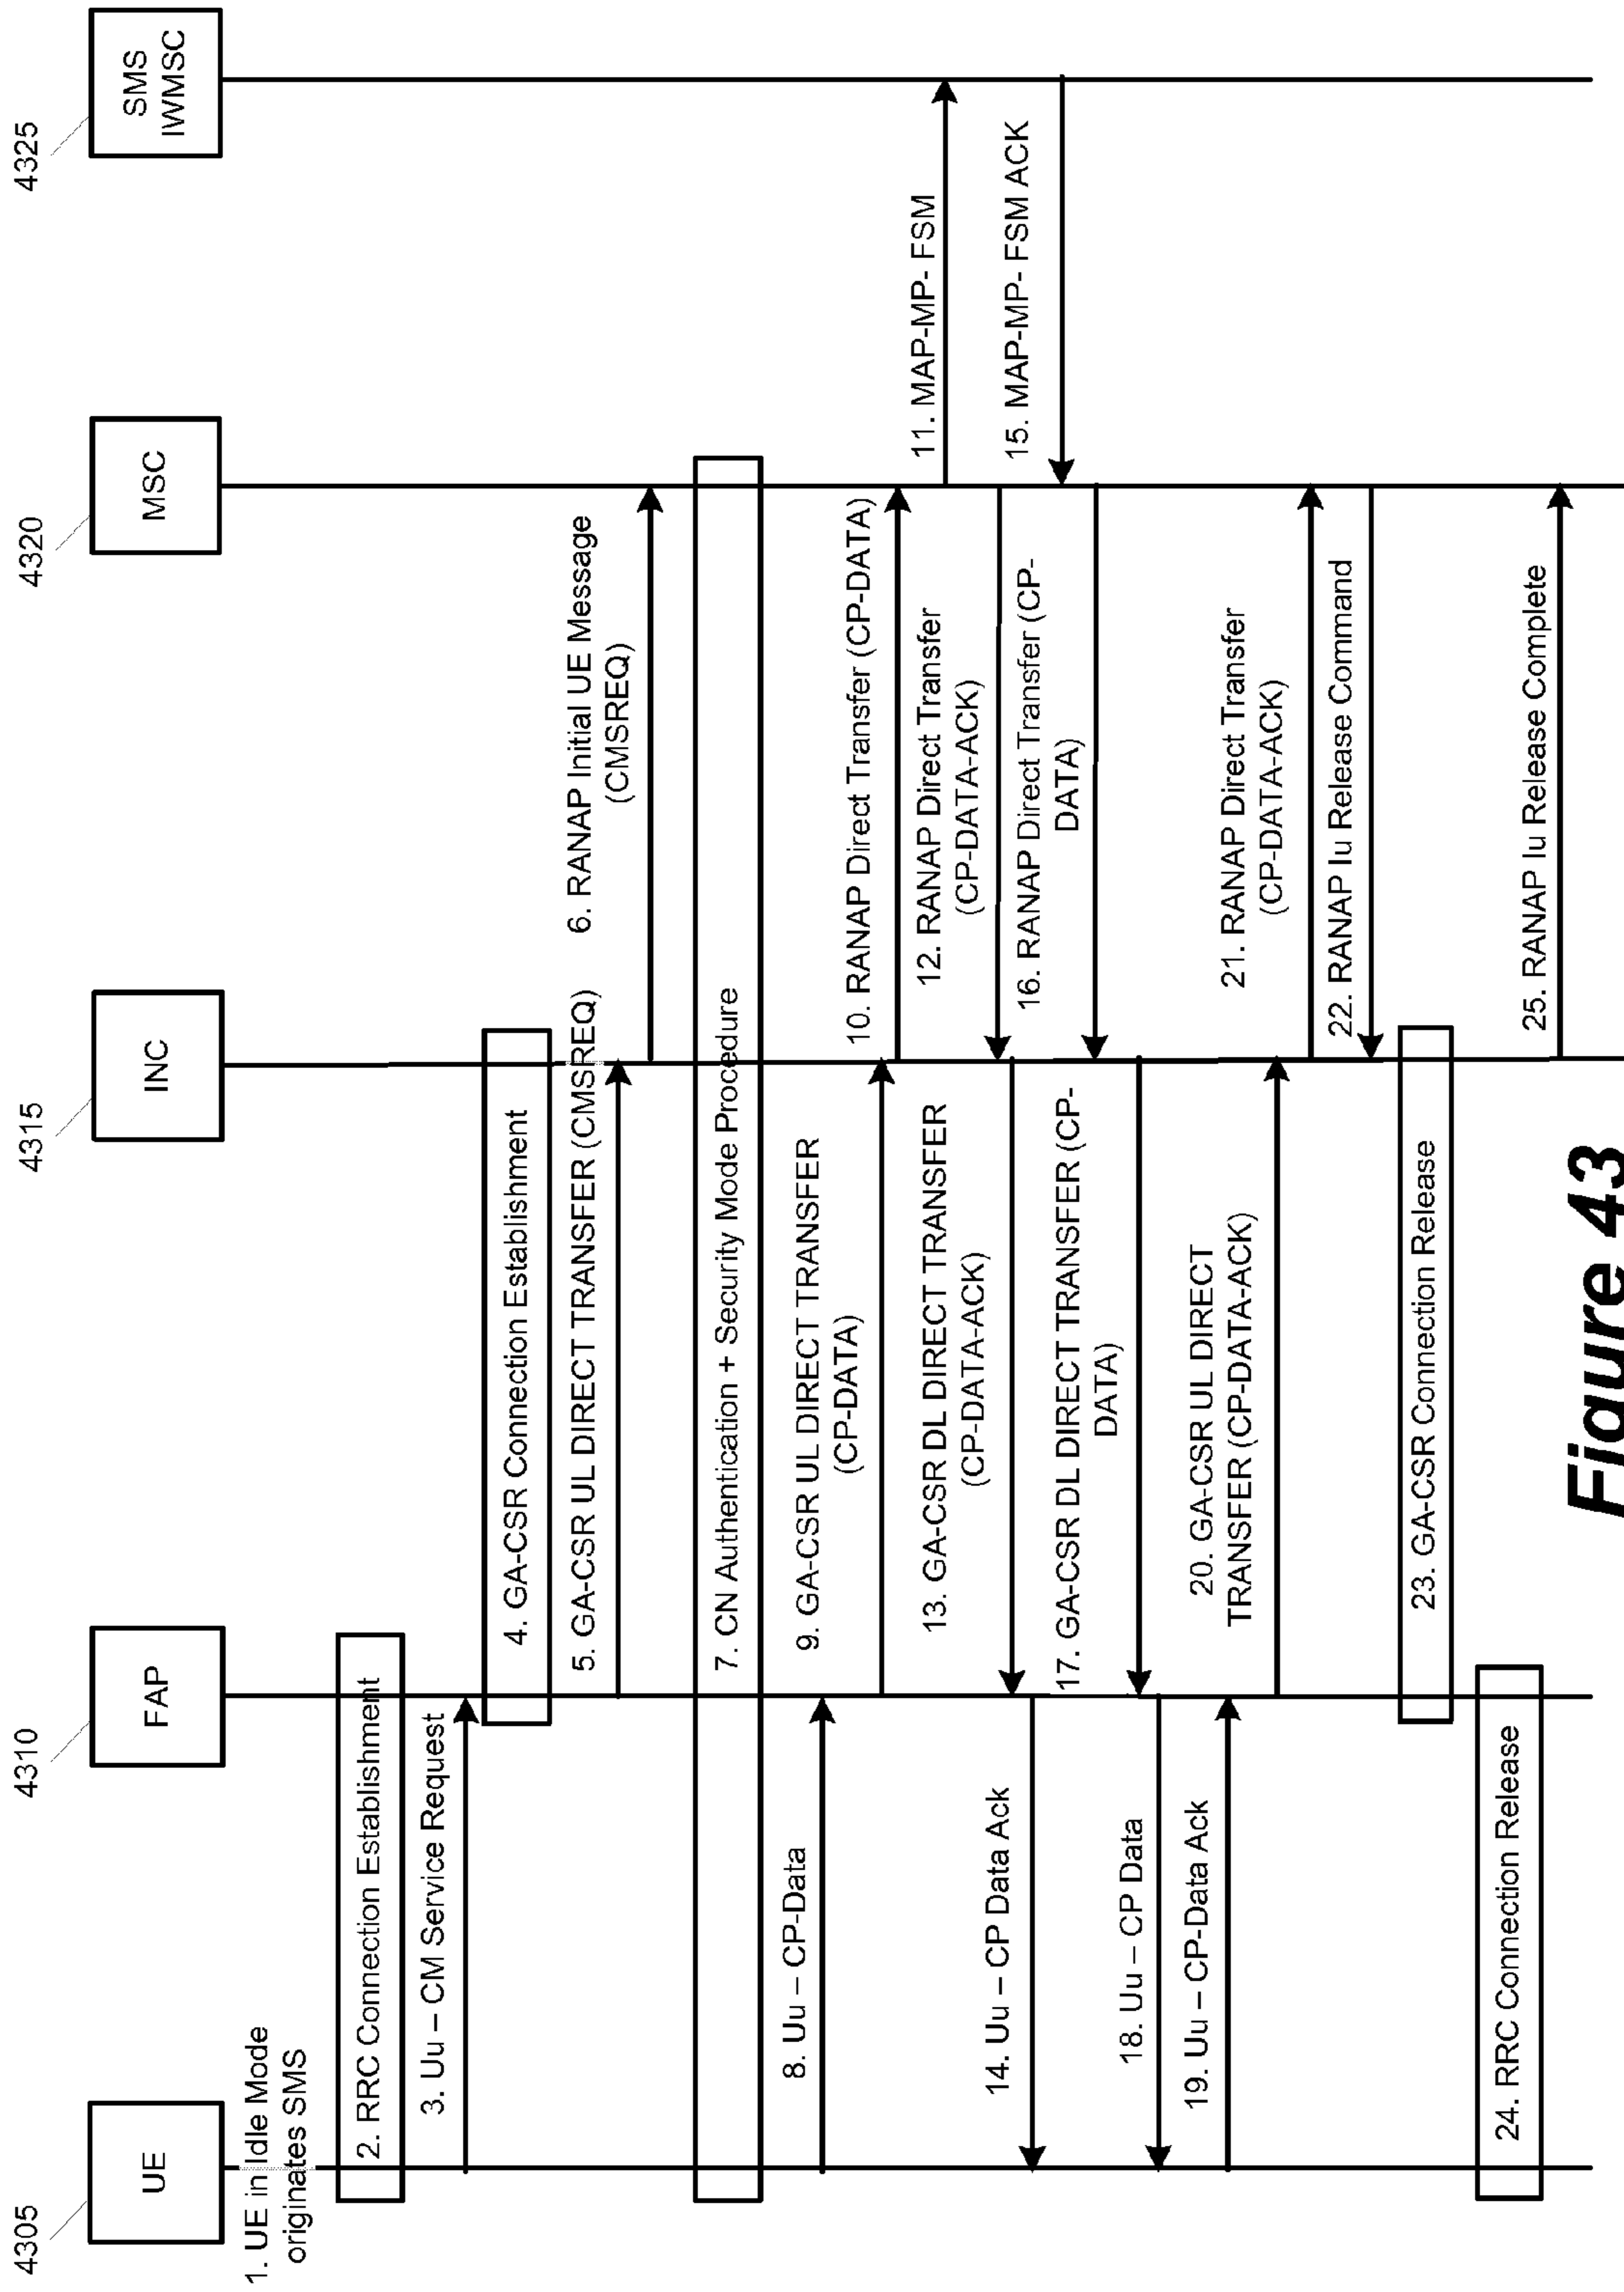 4305
4310
4315
4320
4325
UE
FAP
INC
MSC
SMS
IWMSC
1. UE in Idle Mode
originates SMS
2. RRC Connection Establishment
3. Uu – CM Service Request
4. GA-CSR Connection Establishment
5. GA-CSR UL DIRECT TRANSFER (CMSREQ)
6. RANAP Initial UE Message
(CMSREQ)
7. CN Authentication + Security Mode Procedure
8. Uu – CP-Data
9. GA-CSR UL DIRECT TRANSFER
(CP-DATA)
10. RANAP Direct Transfer (CP-DATA)
11. MAP-MP- FSM
12. RANAP Direct Transfer
(CP-DATA-ACK)
13. GA-CSR DL DIRECT TRANSFER
(CP-DATA-ACK)
14. Uu – CP Data Ack
15. MAP-MP- FSM ACK
16. RANAP Direct Transfer (CP-
DATA)
17. GA-CSR DL DIRECT TRANSFER (CP-
DATA)
18. Uu – CP Data
19. Uu – CP-Data Ack
20. GA-CSR UL DIRECT
TRANSFER (CP-DATA-ACK)
21. RANAP Direct Transfer
(CP-DATA-ACK)
22. RANAP Iu Release Command
23. GA-CSR Connection Release
24. RRC Connection Release
25. RANAP Iu Release Complete
Figure 43